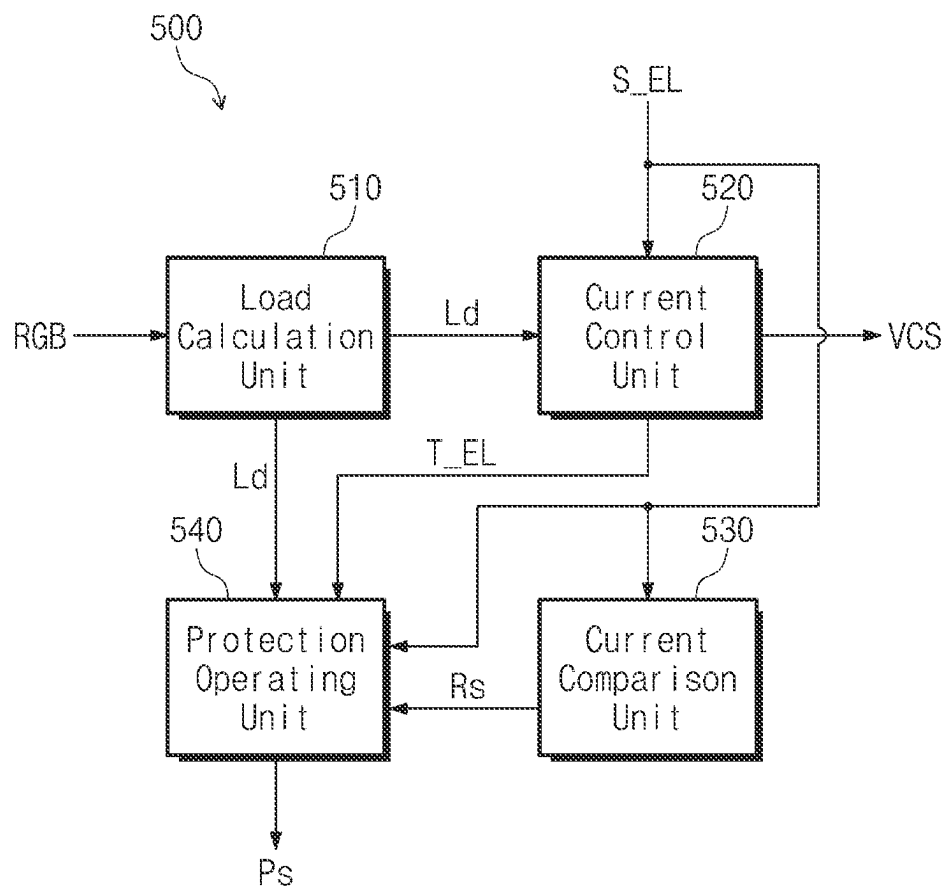 500
S_EL
510
520
Load
Calculation
Unit
Current
Control
Unit
RGB
Ld
VCS
T_EL
Ld
540
530
Protection
Operating
Unit
Rs
Current
Comparison
Unit
Ps